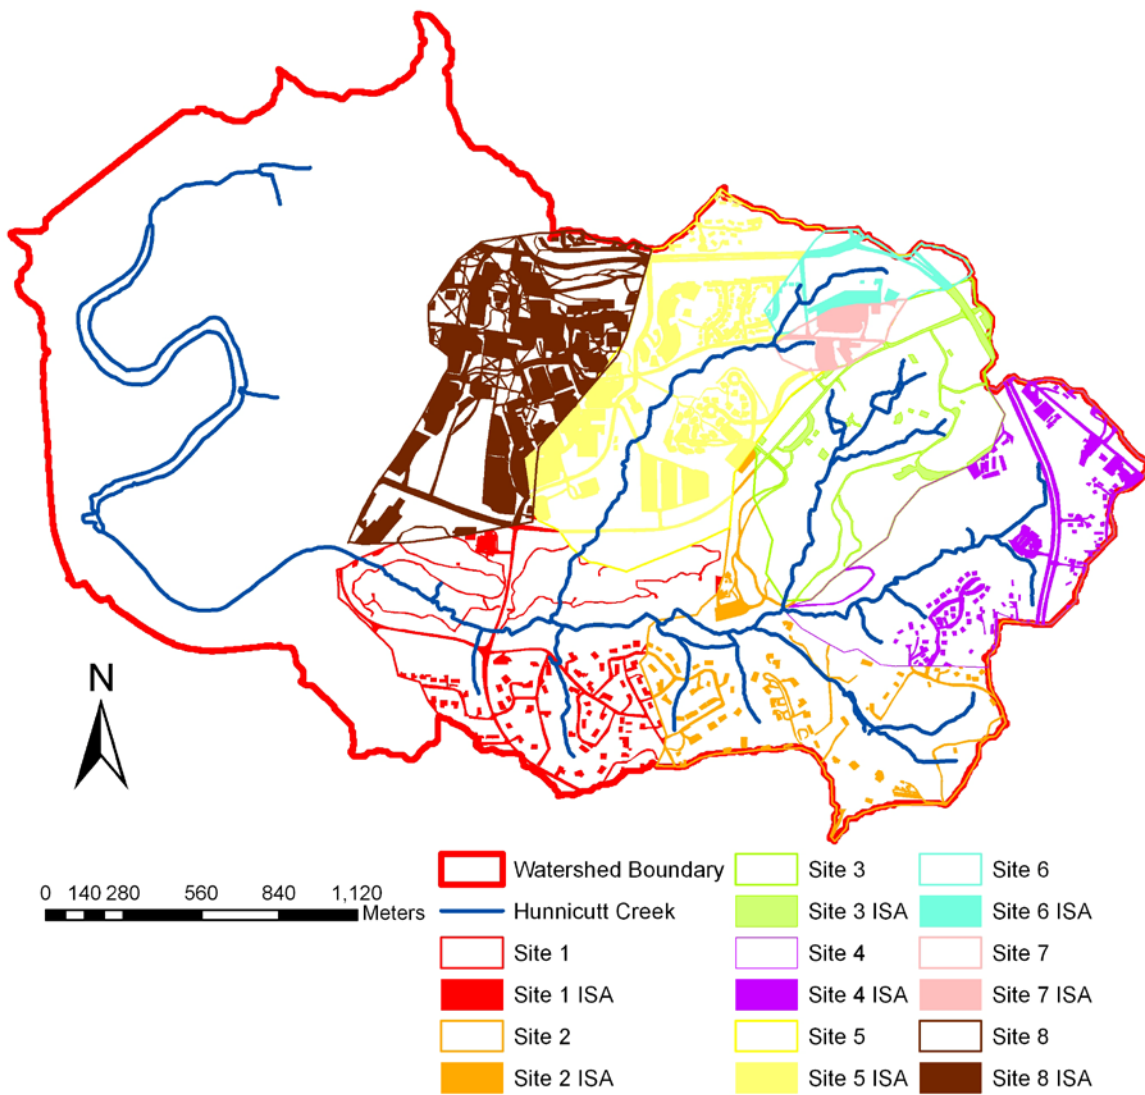 N
0 140 280 560 840 1,120
Meters
Watershed Boundary
Hunnicutt Creek
Site 1
Site 1 ISA
Site 2
Site 2 ISA
Site 3
Site 3 ISA
Site 4
Site 4 ISA
Site 5
Site 5 ISA
Site 6
Site 6 ISA
Site 7
Site 7 ISA
Site 8
Site 8 ISA